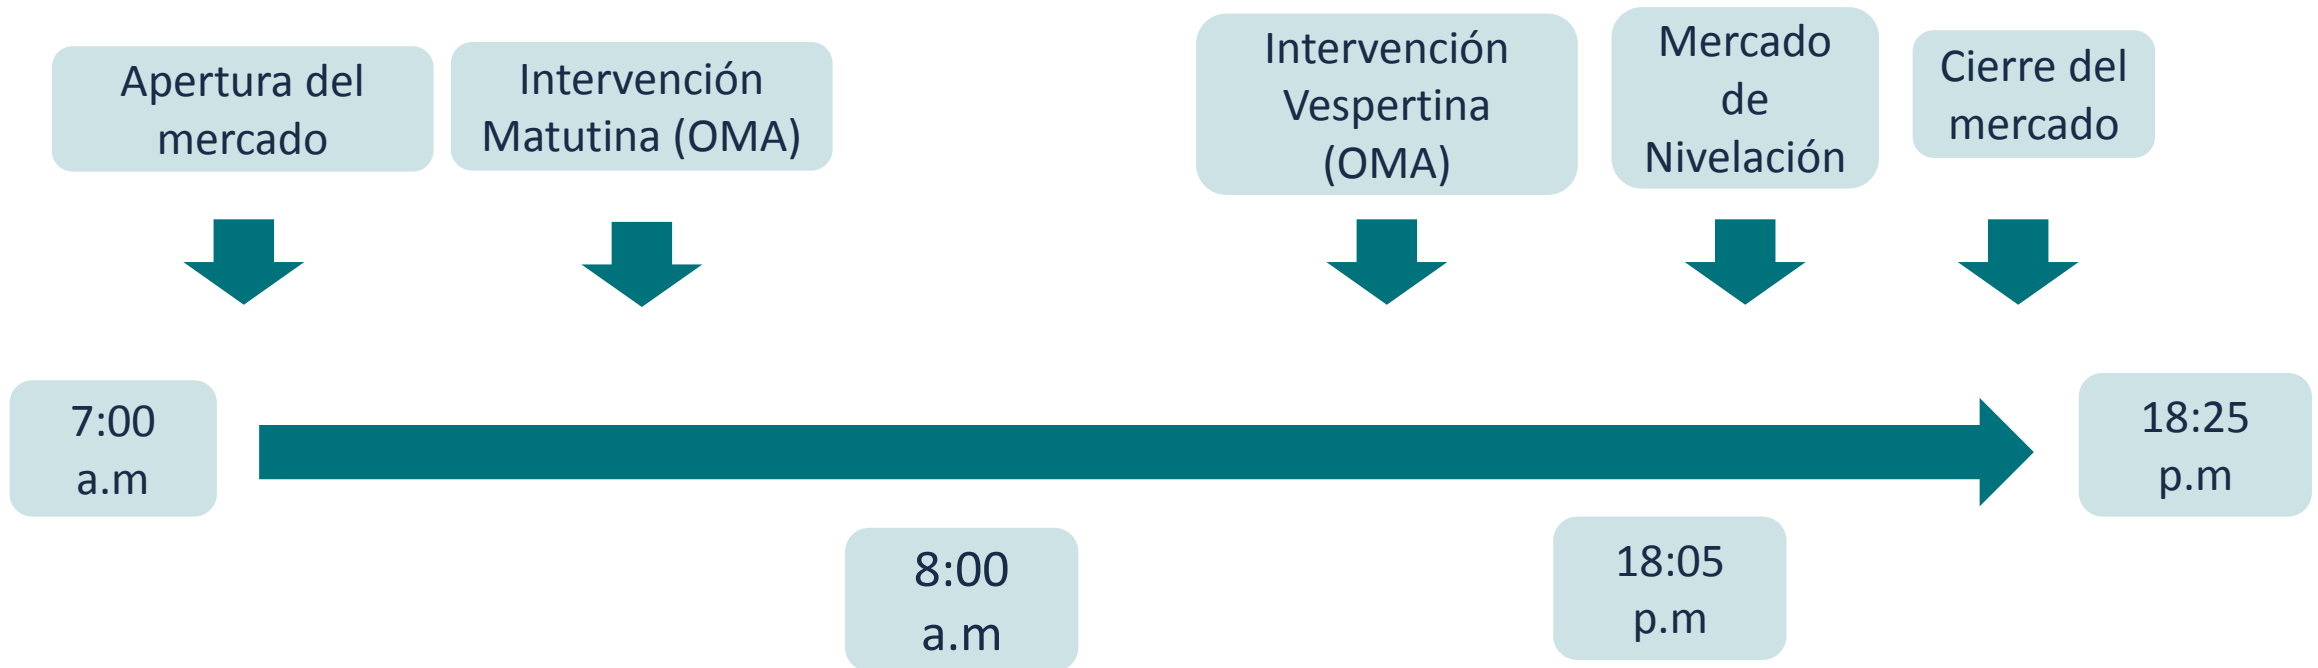 Apertura del
mercado
Intervención
Matutina (OMA)
Intervención
Vespertina
(OMA)
Mercado
de
Nivelación
Cierre del
mercado
7:00
a.m
18:25
p.m
8:00
a.m
18:05
p.m